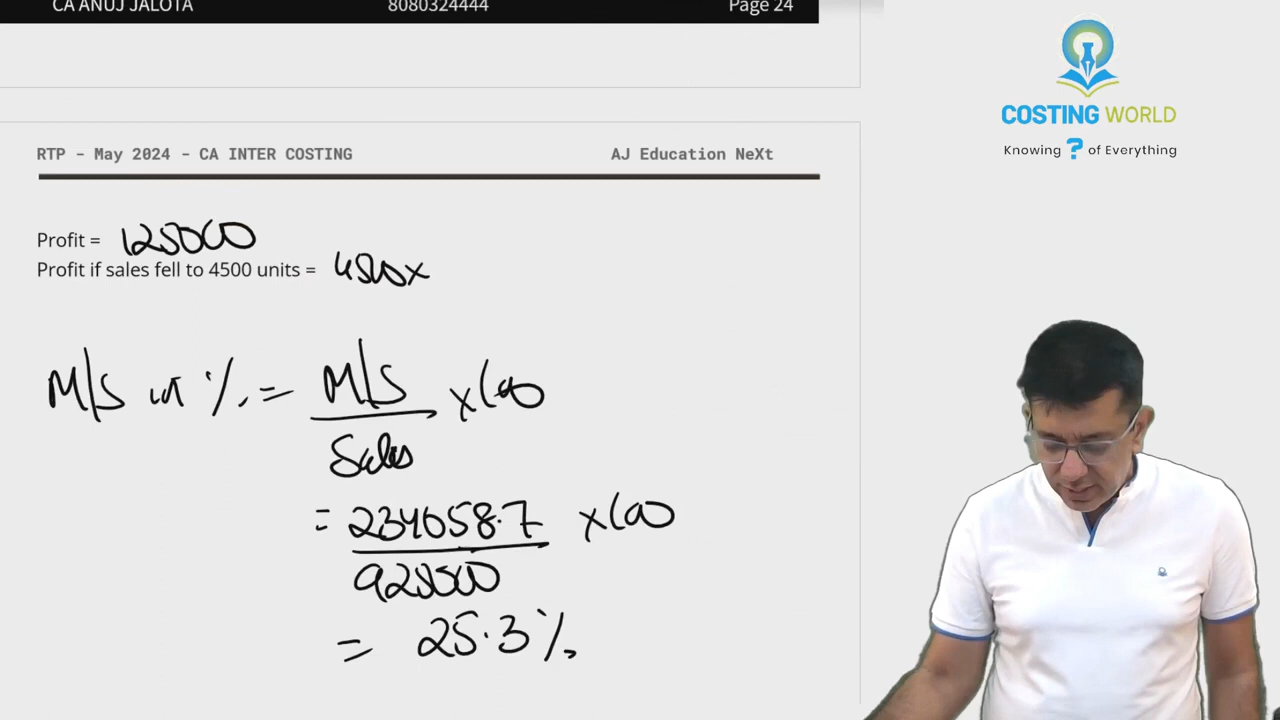 CA ANUJ JALOTA 8080324444 Page 24
COSTING WORLD
Knowing ? of Everything
RTP - May 2024 - CA INTER COSTING AJ Education NeXt
Profit = 125000
Profit if sales fell to 4500 units = 4500x
M/S in % = M/S x100
Sales
= 234058.7 x100
925000
= 25.3%